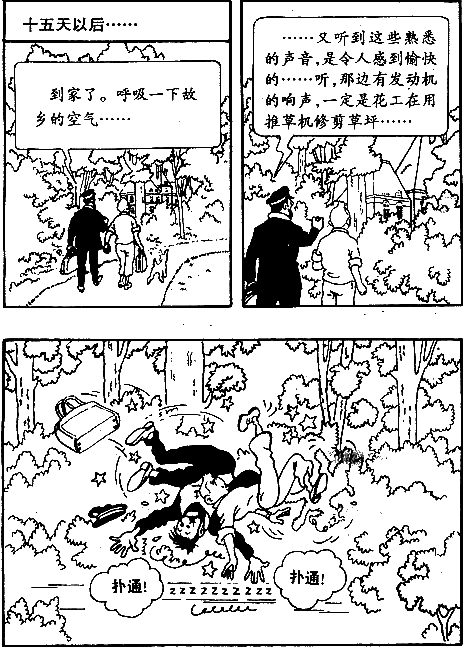 十五天以后……
到家了。呼吸一下故
乡的空气……
……又听到这些熟悉
的声音,是令人感到愉快
的……听,那边有发动机
的响声,一定是花工在用
推草机修剪草坪……
扑通!
zzzzzzzzzz
扑通!